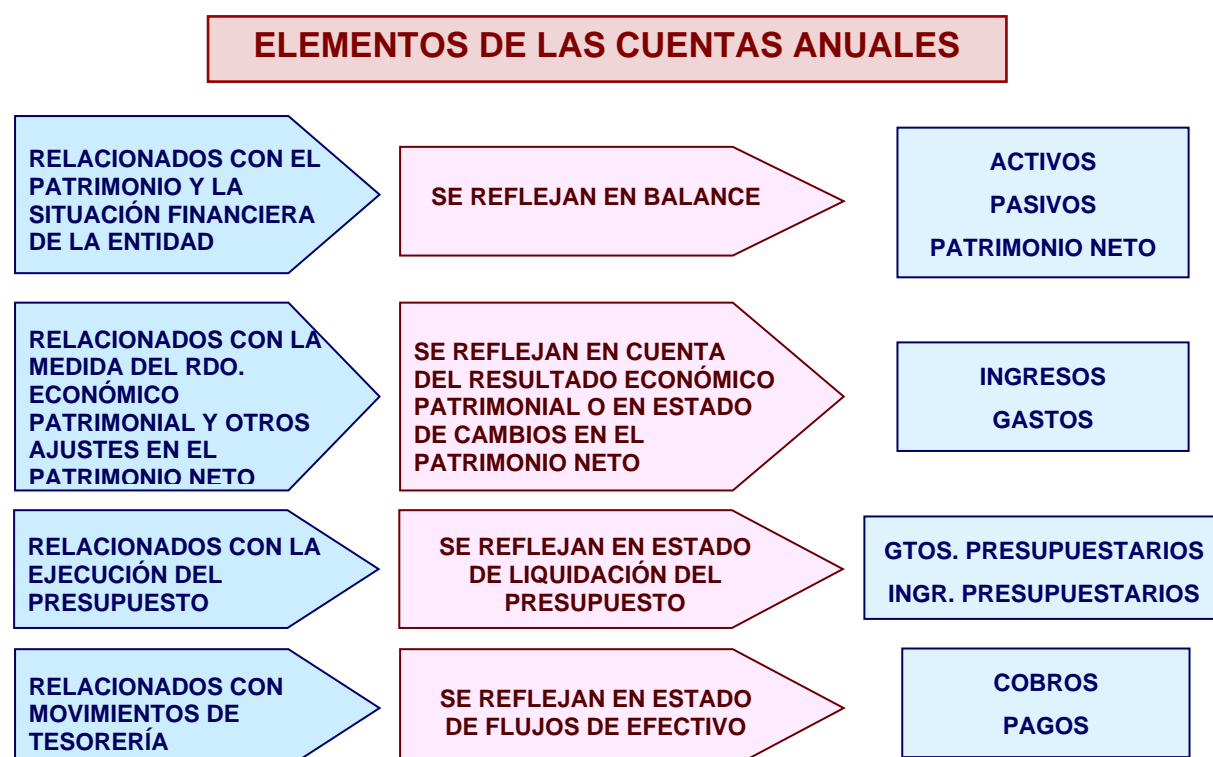 ELEMENTOS DE LAS CUENTAS ANUALES
RELACIONADOS CON EL
PATRIMONIO Y LA
SITUACIÓN FINANCIERA
DE LA ENTIDAD
SE REFLEJAN EN BALANCE
ACTIVOS
PASIVOS
PATRIMONIO NETO
RELACIONADOS CON LA
MEDIDA DEL RDO.
ECONÓMICO
PATRIMONIAL Y OTROS
AJUSTES EN EL
PATRIMONIO NETO
SE REFLEJAN EN CUENTA
DEL RESULTADO ECONÓMICO
PATRIMONIAL O EN ESTADO
DE CAMBIOS EN EL
PATRIMONIO NETO
INGRESOS
GASTOS
RELACIONADOS CON LA
EJECUCIÓN DEL
PRESUPUESTO
SE REFLEJAN EN ESTADO
DE LIQUIDACIÓN DEL
PRESUPUESTO
GTOS. PRESUPUESTARIOS
INGR. PRESUPUESTARIOS
RELACIONADOS CON
MOVIMIENTOS DE
TESORERÍA
SE REFLEJAN EN ESTADO
DE FLUJOS DE EFECTIVO
COBROS
PAGOS